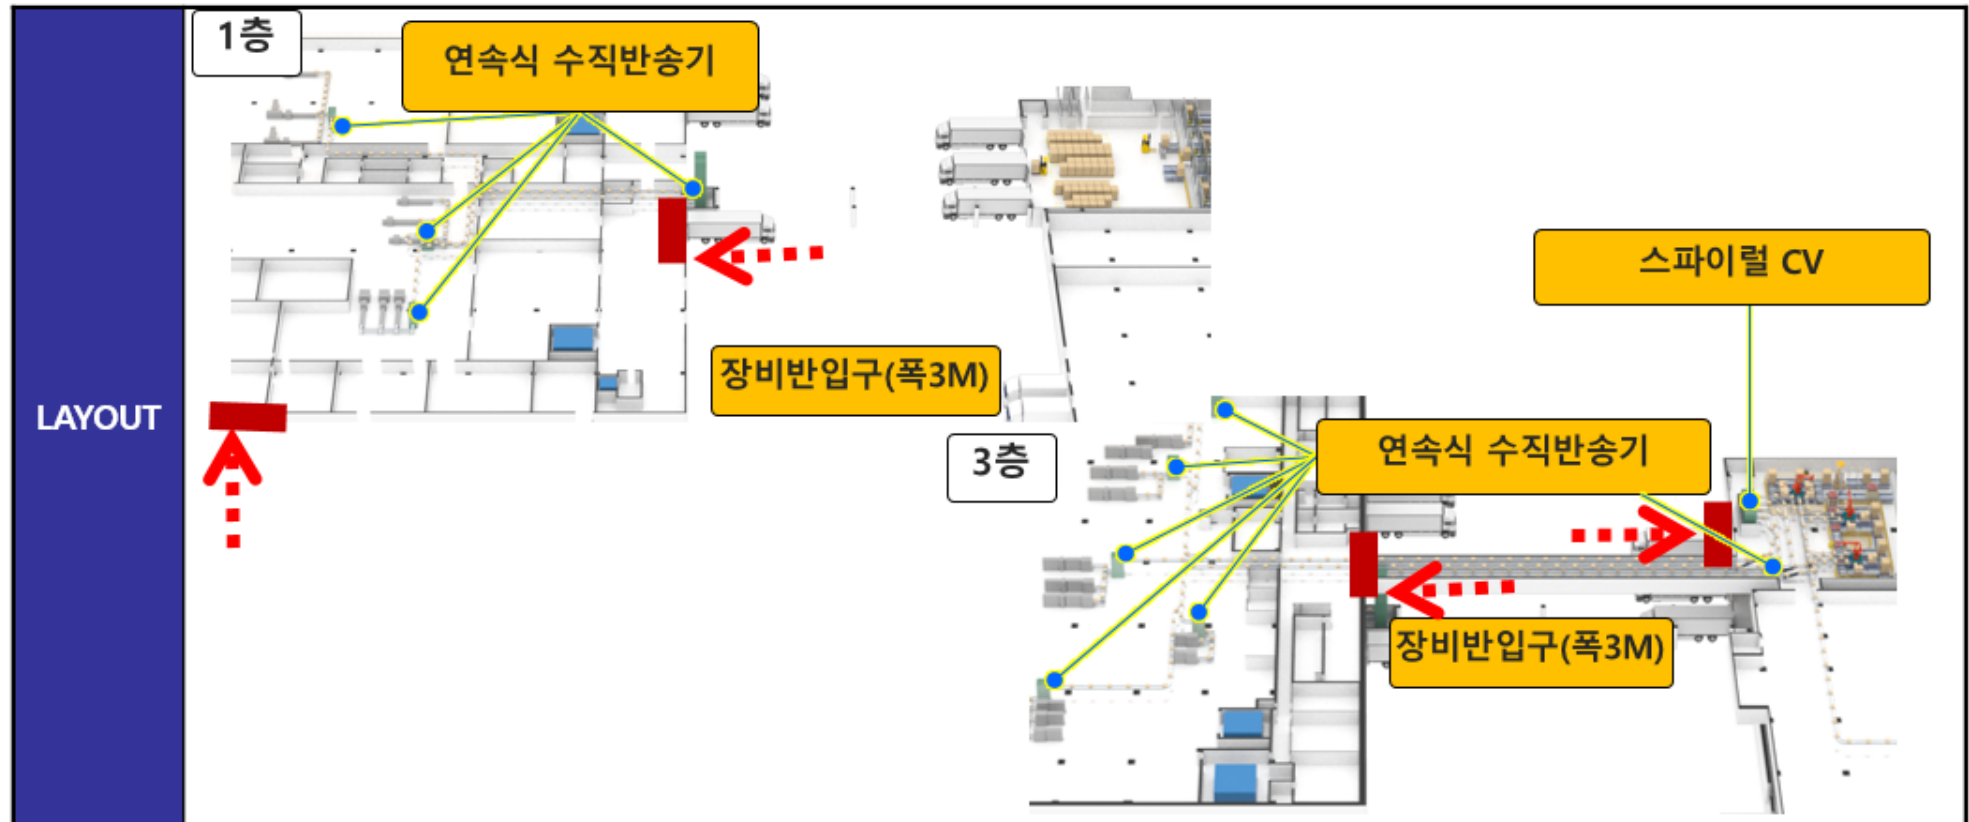 LAYOUT
1층
연속식 수직반송기
장비반입구(폭3M)
스파이럴 CV
3층
연속식 수직반송기
장비반입구(폭3M)